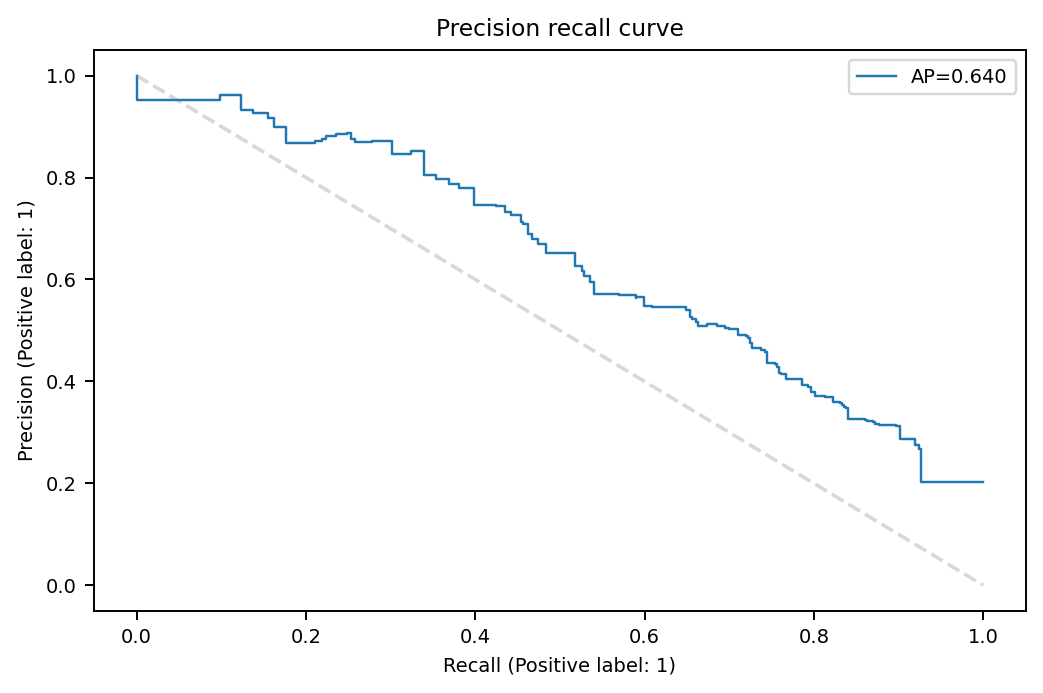 Precision recall curve
AP=0.640
1.0
0.8
0.6
0.4
0.2
0.0
Precision (Positive label: 1)
0.0 0.2 0.4 0.6 0.8 1.0
Recall (Positive label: 1)